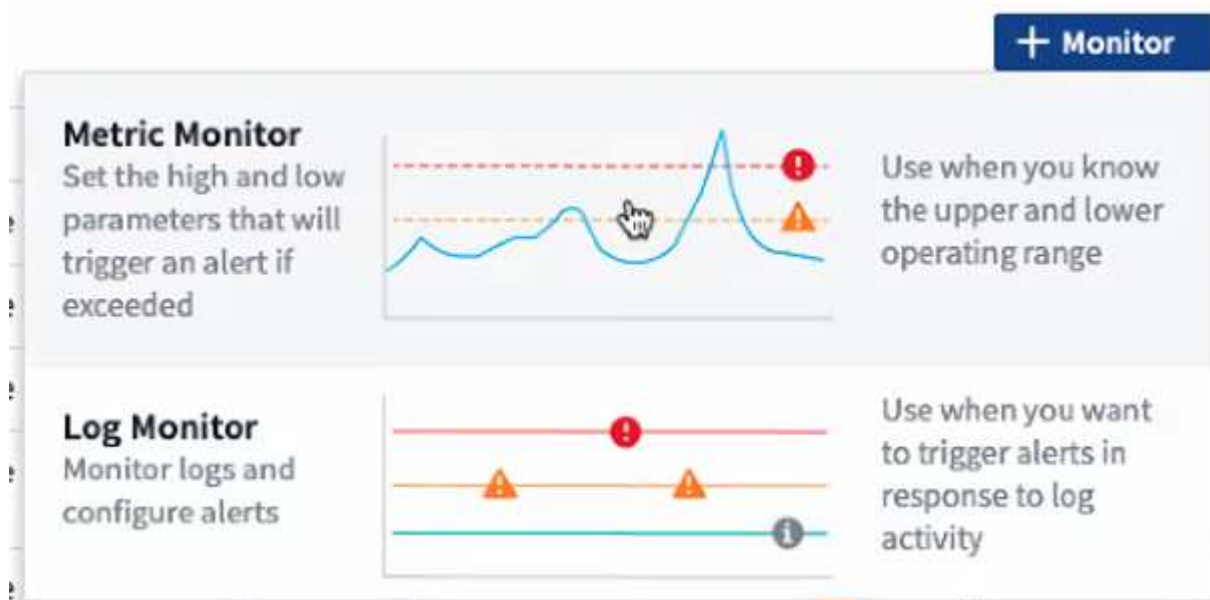 + Monitor
Metric Monitor
Set the high and low
parameters that will
trigger an alert if
exceeded
Use when you know
the upper and lower
operating range
Log Monitor
Monitor logs and
configure alerts
Use when you want
to trigger alerts in
response to log
activity